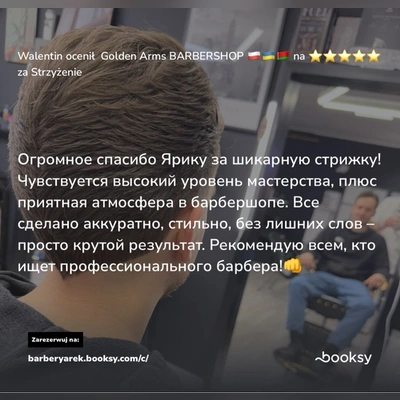 Walentin ocenił Golden Arms BARBERSHOP 🇵🇱🇺🇦🇧🇾 na ⭐⭐⭐⭐⭐
za Strzyżenie
Огромное спасибо Ярику за шикарную стрижку!
Чувствуется высокий уровень мастерства, плюс
приятная атмосфера в барбершопе. Все
сделано аккуратно, стильно, без лишних слов –
просто крутой результат. Рекомендую всем, кто
ищет профессионального барбера!👊
Zarezerwuj na:
barberyarek.booksy.com/c/
booksy